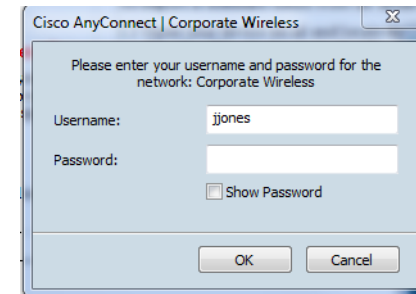 Cisco AnyConnect | Corporate Wireless
Please enter your username and password for the
network: Corporate Wireless
Username:
jjones
Password:
Show Password
OK
Cancel